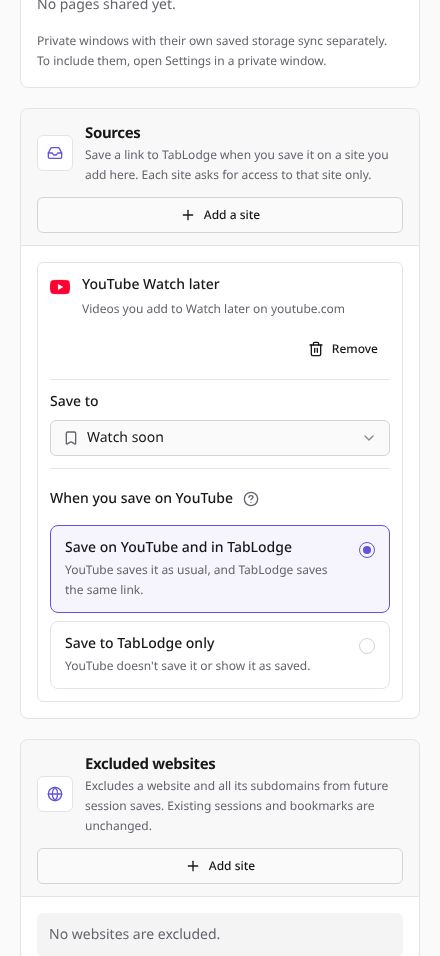 No pages shared yet.
Private windows with their own saved storage sync separately.
To include them, open Settings in a private window.
Sources
Save a link to TabLodge when you save it on a site you
add here. Each site asks for access to that site only.
Add a site
YouTube Watch later
Videos you add to Watch later on youtube.com
Remove
Save to
Watch soon
When you save on YouTube
Save on YouTube and in TabLodge
YouTube saves it as usual, and TabLodge saves
the same link.
Save to TabLodge only
YouTube doesn't save it or show it as saved.
Excluded websites
Excludes a website and all its subdomains from future
session saves. Existing sessions and bookmarks are
unchanged.
Add site
No websites are excluded.